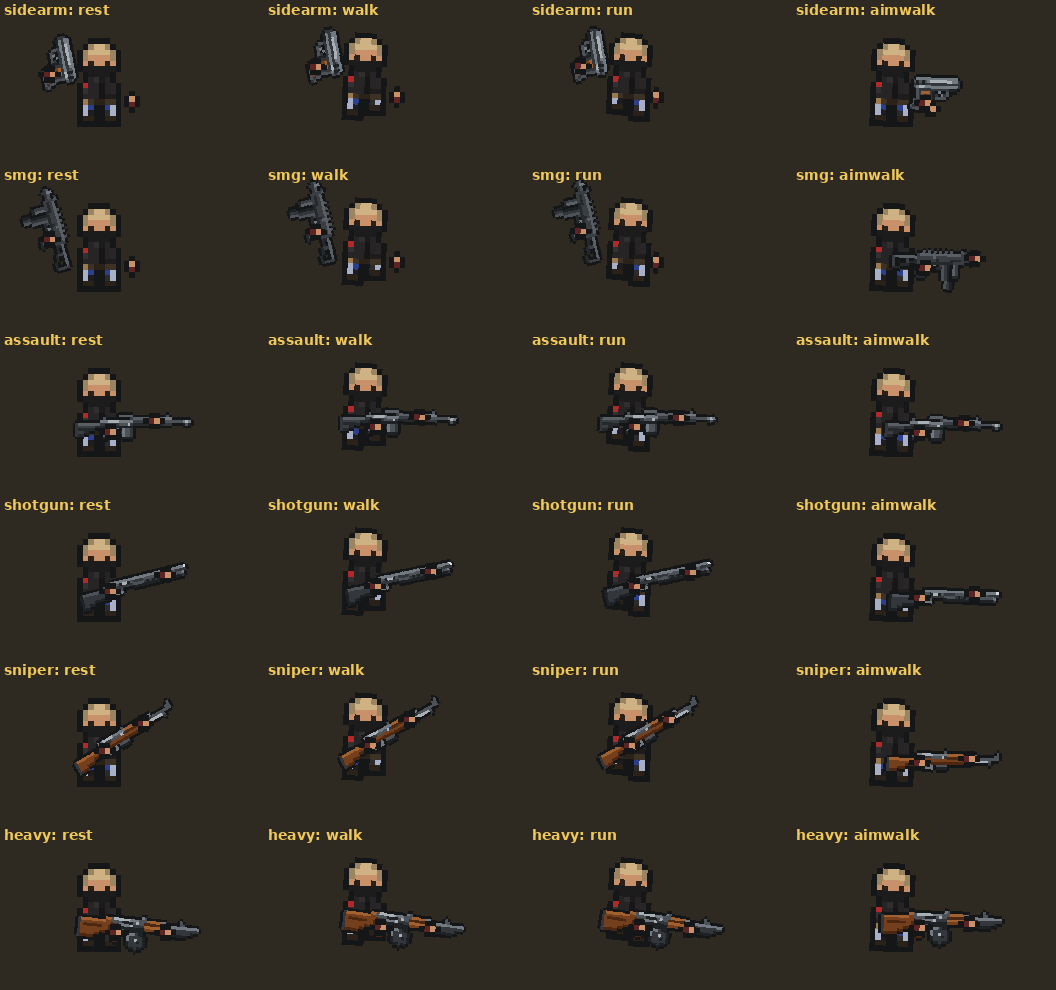 sidearm: rest sidearm: walk sidearm: run sidearm: aimwalk
smg: rest smg: walk smg: run smg: aimwalk
assault: rest assault: walk assault: run assault: aimwalk
shotgun: rest shotgun: walk shotgun: run shotgun: aimwalk
sniper: rest sniper: walk sniper: run sniper: aimwalk
heavy: rest heavy: walk heavy: run heavy: aimwalk